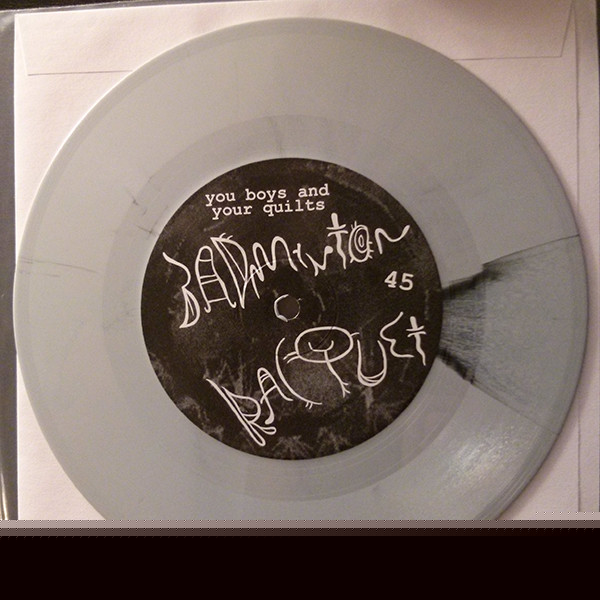 you boys and
your quilts
BADMINTON
45
RACQUET